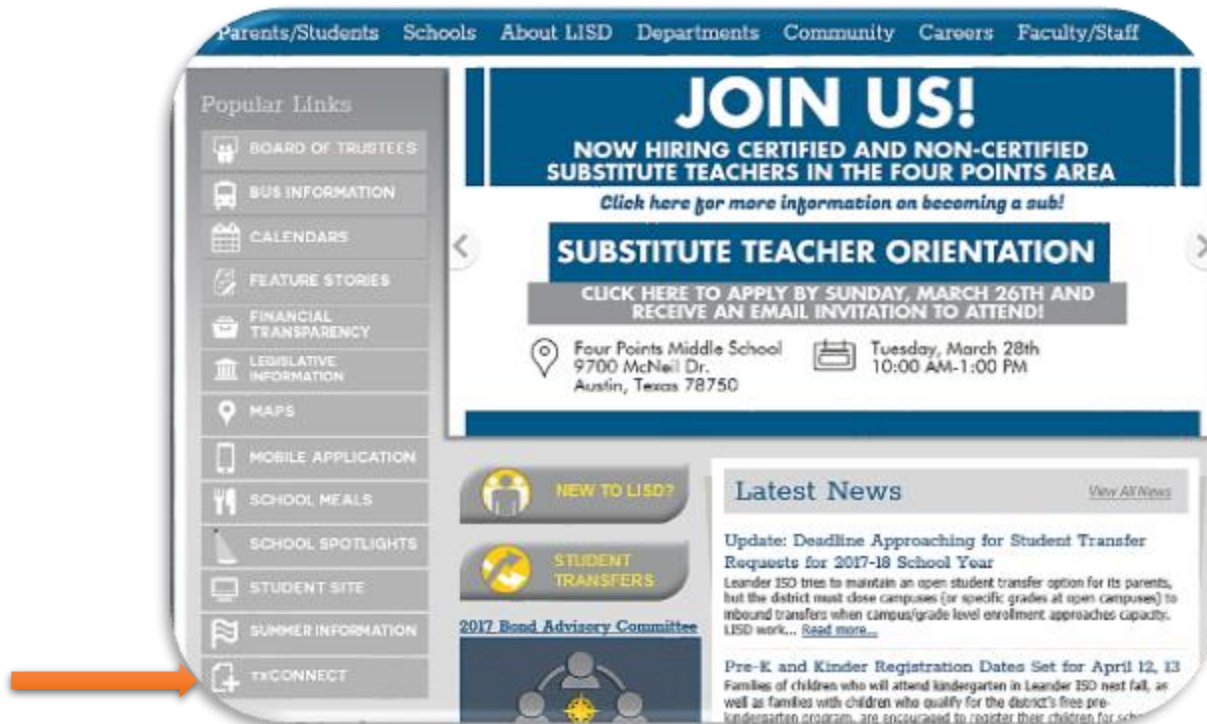 Parents/Students Schools About LISD Departments Community Careers Faculty/Staff
Popular Links
BOARD OF TRUSTEES
BUS INFORMATION
CALENDARS
FEATURE STORIES
FINANCIAL
TRANSPARENCY
LEGISLATIVE
INFORMATION
MAPS
MOBILE APPLICATION
SCHOOL MEALS
SCHOOL SPOTLIGHTS
STUDENT SITE
SUMMER INFORMATION
TXCONNECT
JOIN US!
NOW HIRING CERTIFIED AND NON-CERTIFIED
SUBSTITUTE TEACHERS IN THE FOUR POINTS AREA
Click here for more information on becoming a sub!
SUBSTITUTE TEACHER ORIENTATION
CLICK HERE TO APPLY BY SUNDAY, MARCH 26TH AND
RECEIVE AN EMAIL INVITATION TO ATTEND!
Four Points Middle School
9700 McNeil Dr.
Austin, Texas 78750
Tuesday, March 28th
10:00 AM-1:00 PM
NEW TO LISD?
STUDENT
TRANSFERS
2017 Bond Advisory Committee
Latest News
View All News
Update: Deadline Approaching for Student Transfer
Requests for 2017-18 School Year
Leander ISD tries to maintain an open student transfer option for its parents,
but the district must close campuses (or specific grades at open campuses) to
inbound transfers when campus/grade level enrollment approaches capacity.
LISD work... Read more...
Pre-K and Kinder Registration Dates Set for April 12, 13
Families of children who will attend kindergarten in Leander ISD next fall, as
well as families with children who qualify for the district's free pre-
kindergarten program, are encouraged to register their children for